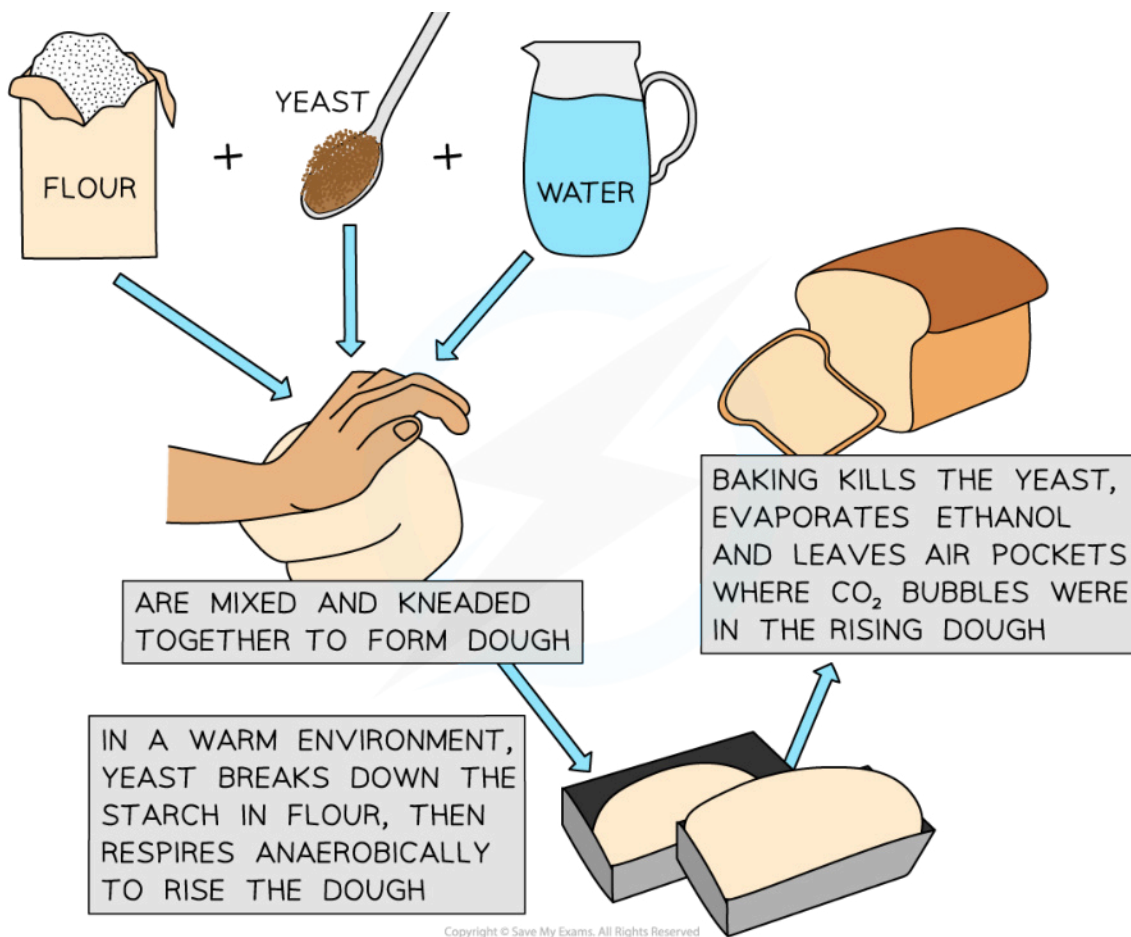 FLOUR
+
YEAST
+
WATER
ARE MIXED AND KNEADED
TOGETHER TO FORM DOUGH
IN A WARM ENVIRONMENT,
YEAST BREAKS DOWN THE
STARCH IN FLOUR, THEN
RESPIRES ANAEROBICALLY
TO RISE THE DOUGH
BAKING KILLS THE YEAST,
EVAPORATES ETHANOL
AND LEAVES AIR POCKETS
WHERE CO₂ BUBBLES WERE
IN THE RISING DOUGH
Copyright © Save My Exams. All Rights Reserved